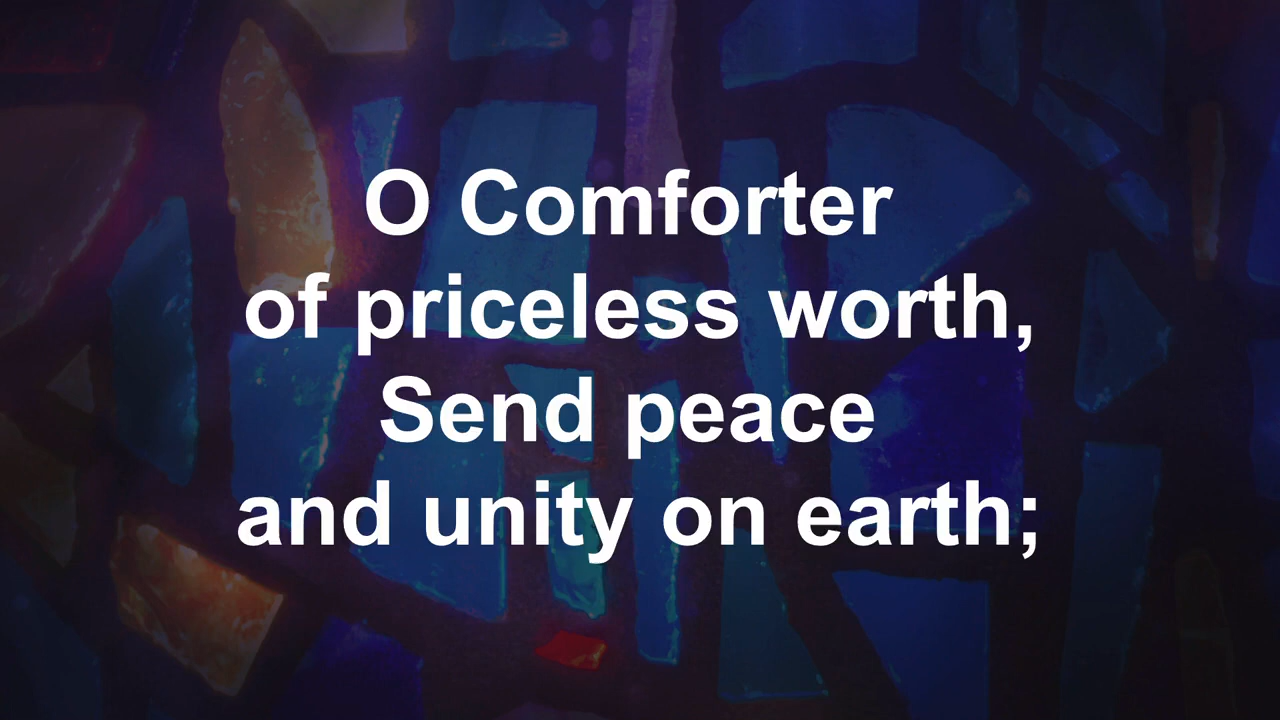 O Comforter
of priceless worth,
Send peace
and unity on earth;